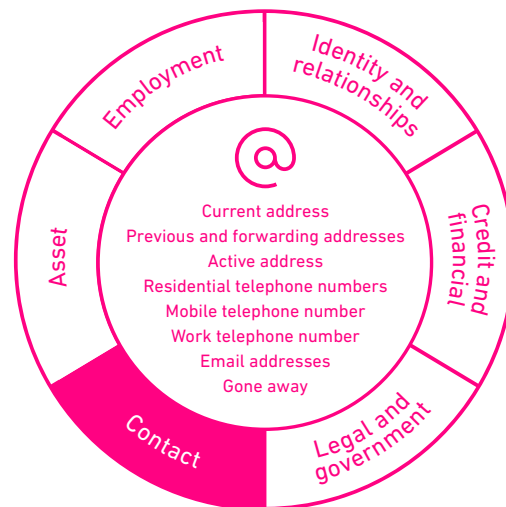 Employment
Identity and
relationships
Asset
Credit and
financial
@
Current address
Previous and forwarding addresses
Active address
Residential telephone numbers
Mobile telephone number
Work telephone number
Email addresses
Gone away
Contact
Legal and
government